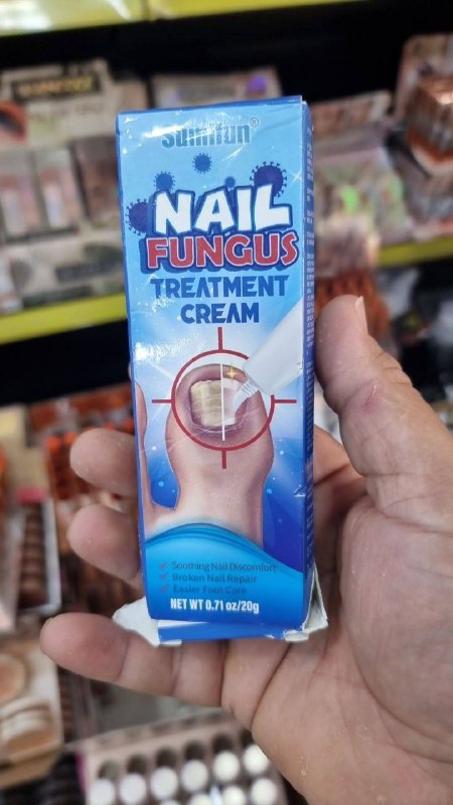 Sumifun®
NAIL
FUNGUS
TREATMENT
CREAM
Soothing Nail Discomfort
Broken Nail Repair
Easier Foot Care
NET WT 0.71 oz/20g